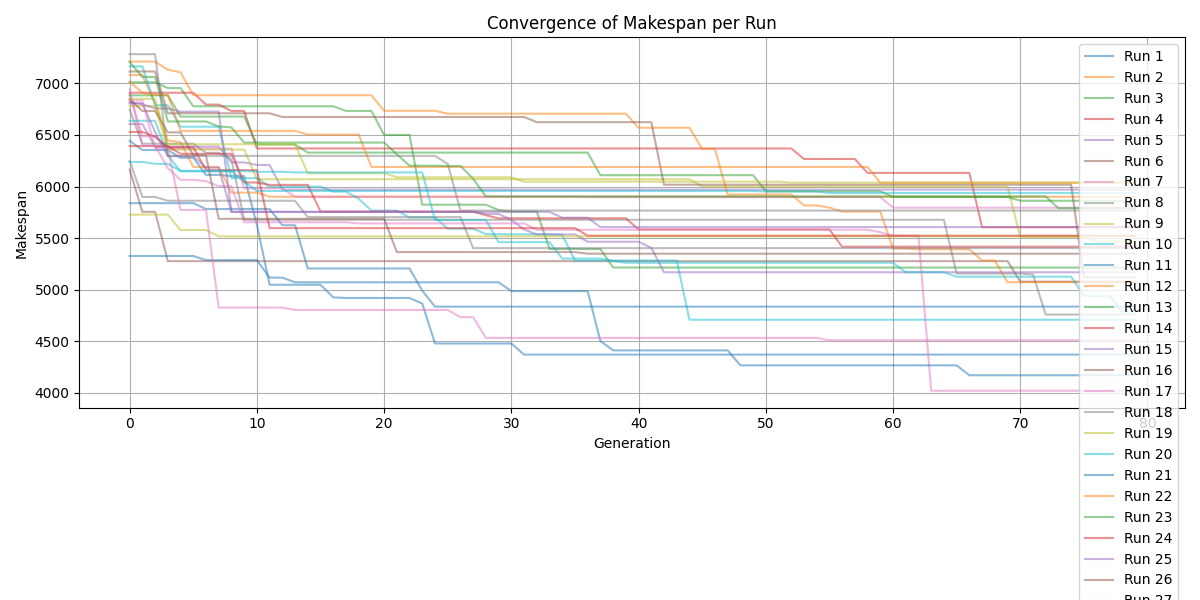 Convergence of Makespan per Run
Makespan
7000
6500
6000
5500
5000
4500
4000
0 10 20 30 40 50 60 70 80
Generation
Run 1
Run 2
Run 3
Run 4
Run 5
Run 6
Run 7
Run 8
Run 9
Run 10
Run 11
Run 12
Run 13
Run 14
Run 15
Run 16
Run 17
Run 18
Run 19
Run 20
Run 21
Run 22
Run 23
Run 24
Run 25
Run 26
Run 27